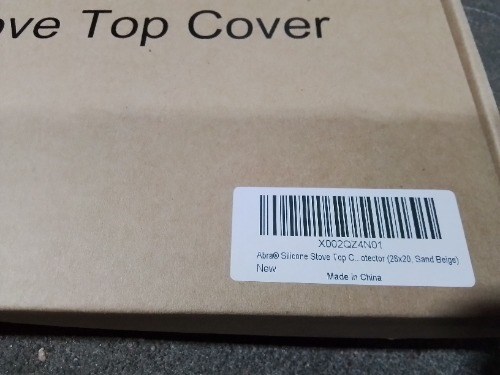 ove Top Cover
X002QZ4N01
Abra® Silicone Stove Top C...otector (28x20, Sand Beige)
New
Made in China